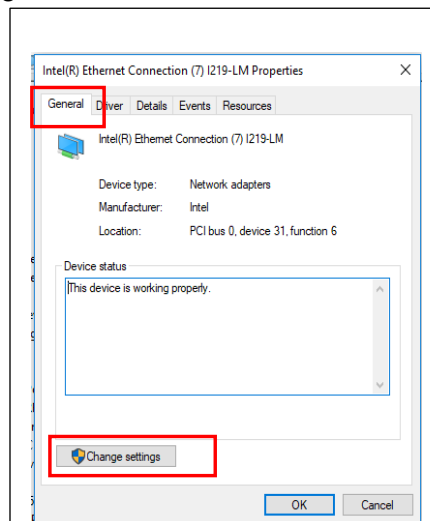 Intel(R) Ethernet Connection (7) I219-LM Properties
General Driver Details Events Resources
Intel(R) Ethernet Connection (7) I219-LM
Device type: Network adapters
Manufacturer: Intel
Location: PCI bus 0, device 31, function 6
Device status
This device is working properly.
Change settings
OK Cancel